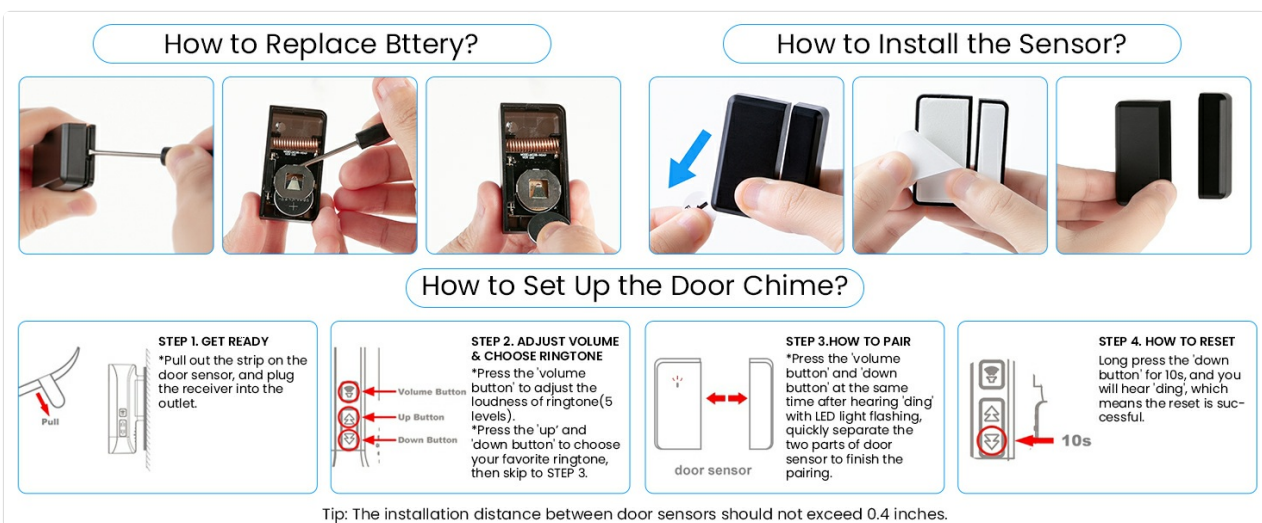 How to Replace Bttery?
How to Install the Sensor?
How to Set Up the Door Chime?
STEP 1. GET READY
*Pull out the strip on the
door sensor, and plug
the receiver into the
outlet.
Pull
STEP 2. ADJUST VOLUME
& CHOOSE RINGTONE
*Press the 'volume
button' to adjust the
loudness of ringtone(5
levels).
*Press the 'up' and
'down button' to choose
your favorite ringtone,
then skip to STEP 3.
Volume Button
Up Button
Down Button
STEP 3.HOW TO PAIR
*Press the 'volume
button' and 'down
button' at the same
time after hearing 'ding'
with LED light flashing,
quickly separate the
two parts of door
sensor to finish the
pairing.
door sensor
STEP 4. HOW TO RESET
Long press the 'down
button' for 10s, and you
will hear 'ding', which
means the reset is suc-
cessful.
10s
Tip: The installation distance between door sensors should not exceed 0.4 inches.